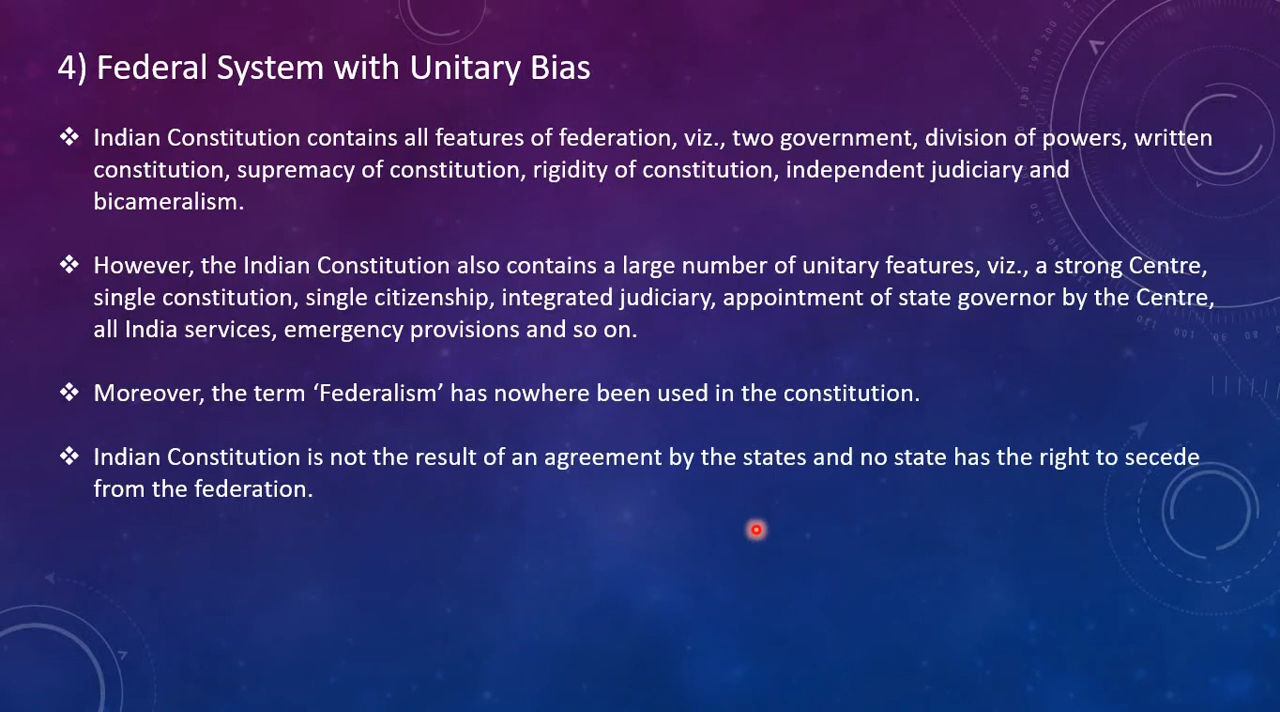 4) Federal System with Unitary Bias
❖ Indian Constitution contains all features of federation, viz., two government, division of powers, written
constitution, supremacy of constitution, rigidity of constitution, independent judiciary and
bicameralism.
❖ However, the Indian Constitution also contains a large number of unitary features, viz., a strong Centre,
single constitution, single citizenship, integrated judiciary, appointment of state governor by the Centre,
all India services, emergency provisions and so on.
❖ Moreover, the term ‘Federalism’ has nowhere been used in the constitution.
❖ Indian Constitution is not the result of an agreement by the states and no state has the right to secede
from the federation.